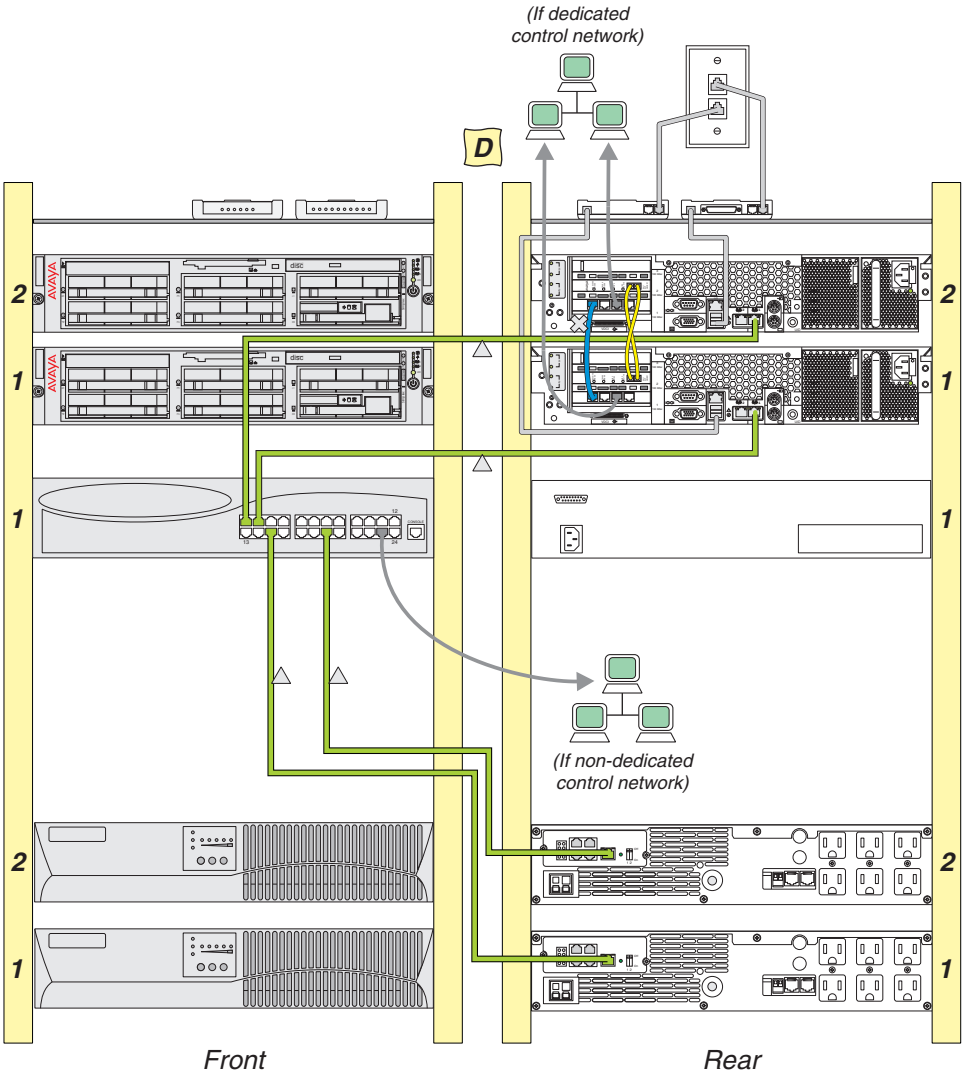 (If dedicated
control network)
D
2
AVAYA
disc
2
1
AVAYA
disc
1
1
12
CONSOLE
13
24
1
(If non-dedicated
control network)
2
2
1
1
Front
Rear